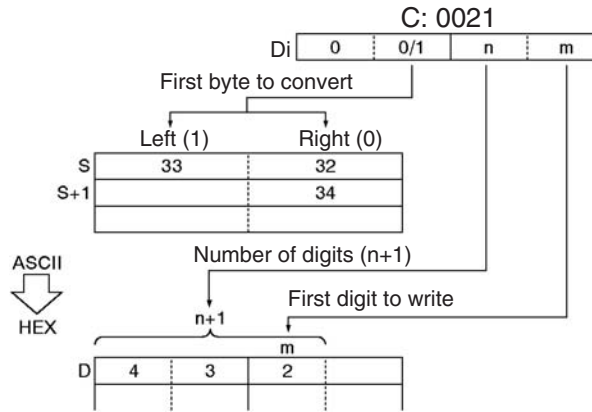 C: 0021
Di 0 0/1 n m
First byte to convert
Left (1) Right (0)
S 33 32
S+1 34
Number of digits (n+1)
ASCII
First digit to write
HEX
n+1
m
D 4 3 2